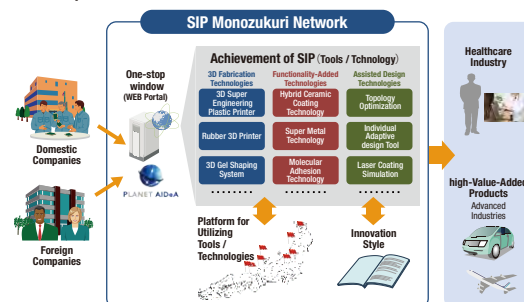 SIP Monozukuri Network
Achievement of SIP (Tools / Tchnology)
One-stop
window
(WEB Portal)
3D Fabrication
Technologies
Functionality-Added
Technologies
Assisted Design
Technologies
3D Super
Engineering
Plastic Printer
Hybrid Ceramic
Coating
Technology
Topology
Optimization
Rubber 3D Printer
Super Metal
Technology
Individual
Adaptive
design Tool
3D Gel Shaping
System
Molecular
Adhesion
Technology
Laser Coating
Simulation
Domestic
Companies
PLANET AIDeA
Foreign
Companies
Platform for
Utilizing
Tools /
Technologies
Innovation
Style
Healthcare
Industry
high-Value-Added
Products
Advanced
Industries